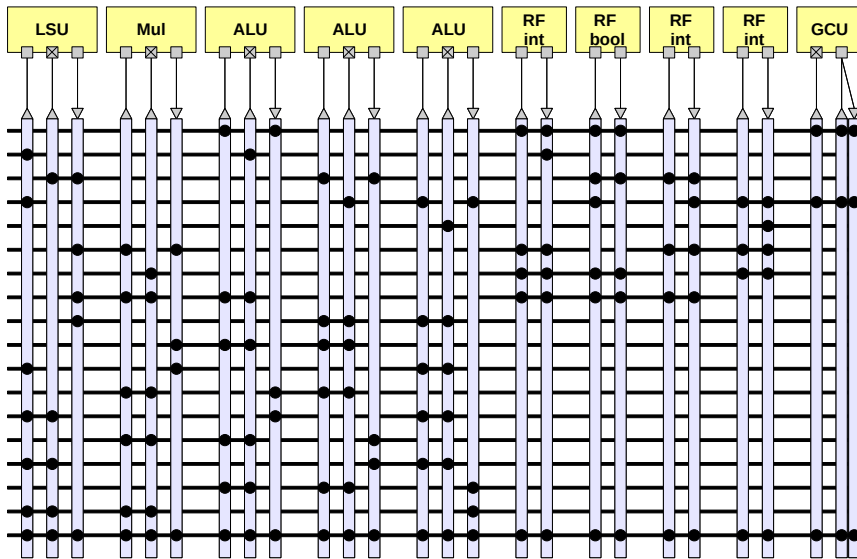 LSU
Mul
ALU
ALU
ALU
RF
int
RF
bool
RF
int
RF
int
GCU